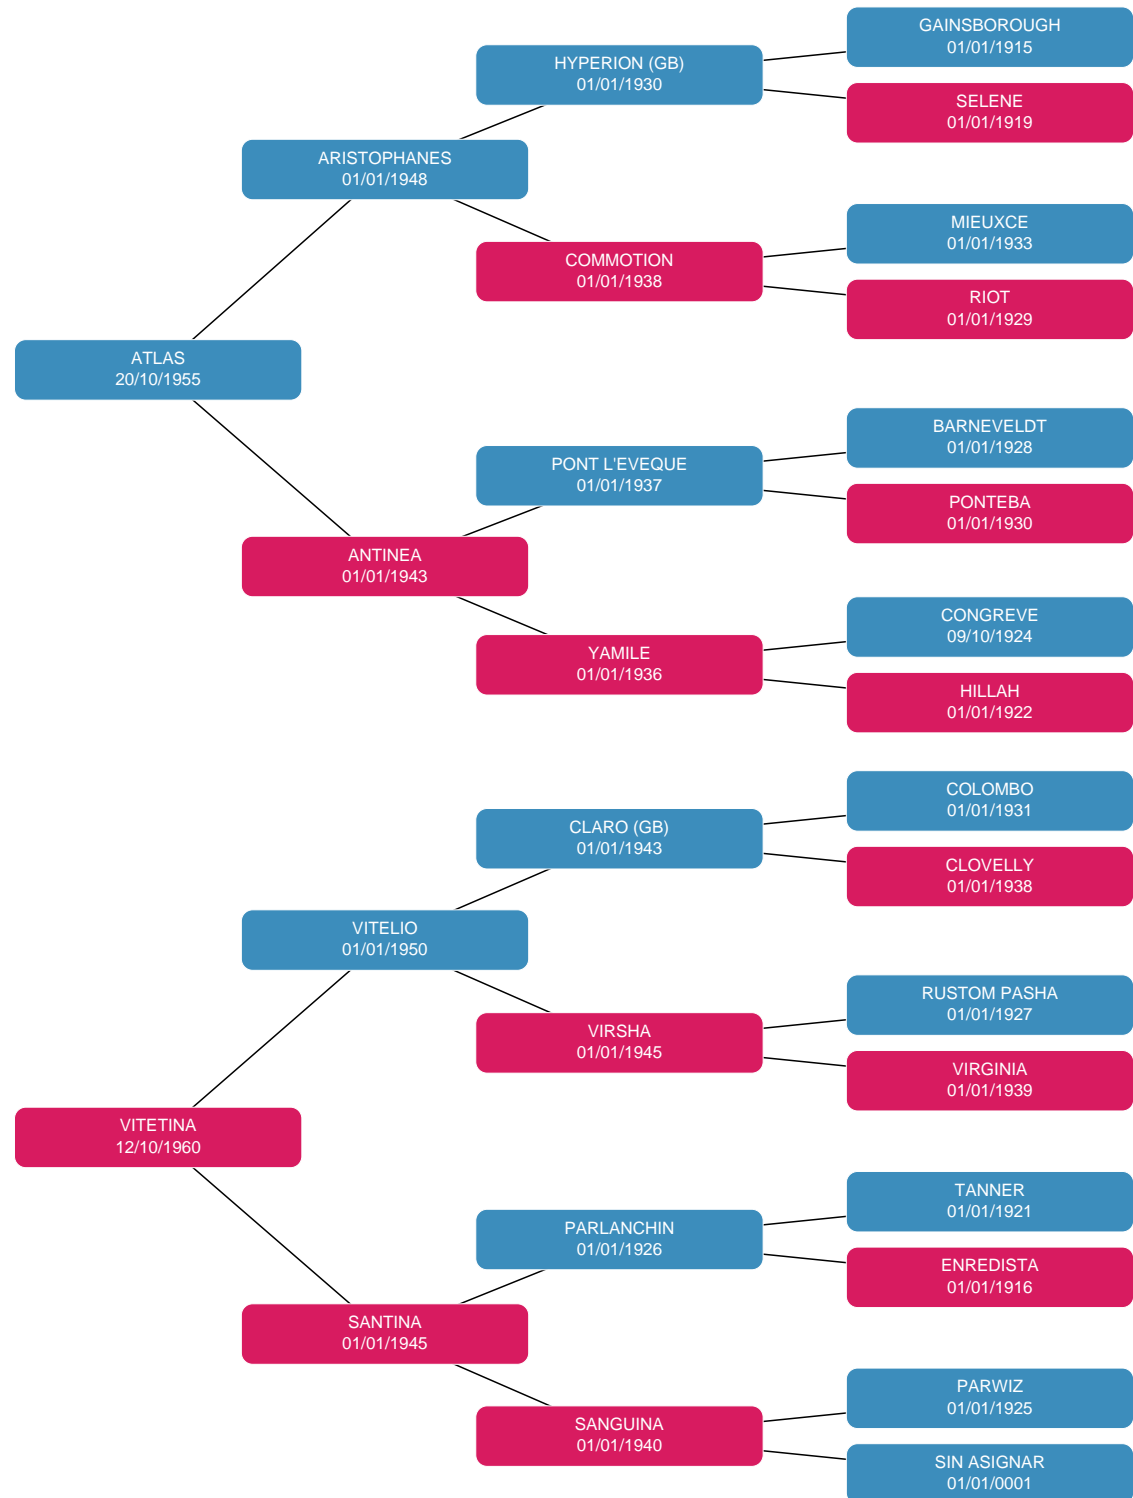 GAINSBOROUGH
01/01/1915
HYPERION (GB)
01/01/1930
SELENE
01/01/1919
ARISTOPHANES
01/01/1948
MIEUXCE
01/01/1933
COMMOTION
01/01/1938
RIOT
01/01/1929
ATLAS
20/10/1955
BARNEVELDT
01/01/1928
PONT L'EVEQUE
01/01/1937
PONTEBA
01/01/1930
ANTINEA
01/01/1943
CONGREVE
09/10/1924
YAMILE
01/01/1936
HILLAH
01/01/1922
COLOMBO
01/01/1931
CLARO (GB)
01/01/1943
CLOVELLY
01/01/1938
VITELIO
01/01/1950
RUSTOM PASHA
01/01/1927
VIRSHA
01/01/1945
VIRGINIA
01/01/1939
VITETINA
12/10/1960
TANNER
01/01/1921
PARLANCHIN
01/01/1926
ENREDISTA
01/01/1916
SANTINA
01/01/1945
PARWIZ
01/01/1925
SANGUINA
01/01/1940
SIN ASIGNAR
01/01/0001